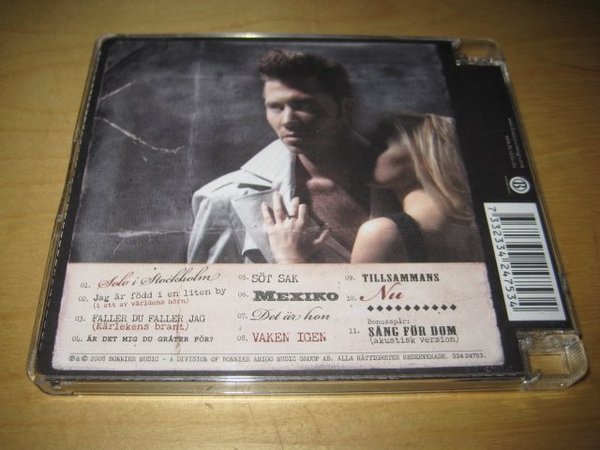 01. Solo i Stockholm
02. Jag är född i en liten by
(i ett av världens hörn)
03. FALLER DU FALLER JAG
(Kärlekens brant)
04. ÄR DET MIG DU GRÅTER FÖR?
05. SÖT SAK
06. MEXIKO
07. Det är hon
08. VAKEN IGEN
09. TILLSAMMANS
10. Nu
Bonusspår:
11. SÅNG FÖR DOM
(akustisk version)
℗ & © 2008 BONNIER MUSIC - A DIVISION OF BONNIER AMIGO MUSIC GROUP AB. ALLA RÄTTIGHETER RESERVERADE. 334 24753.
7 332334 247534